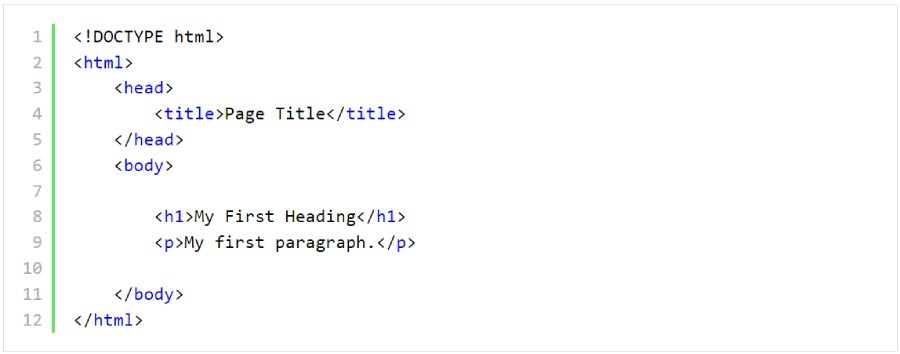 1 <!DOCTYPE html>
2 <html>
3     <head>
4         <title>Page Title</title>
5     </head>
6     <body>
7
8         <h1>My First Heading</h1>
9         <p>My first paragraph.</p>
10
11     </body>
12 </html>